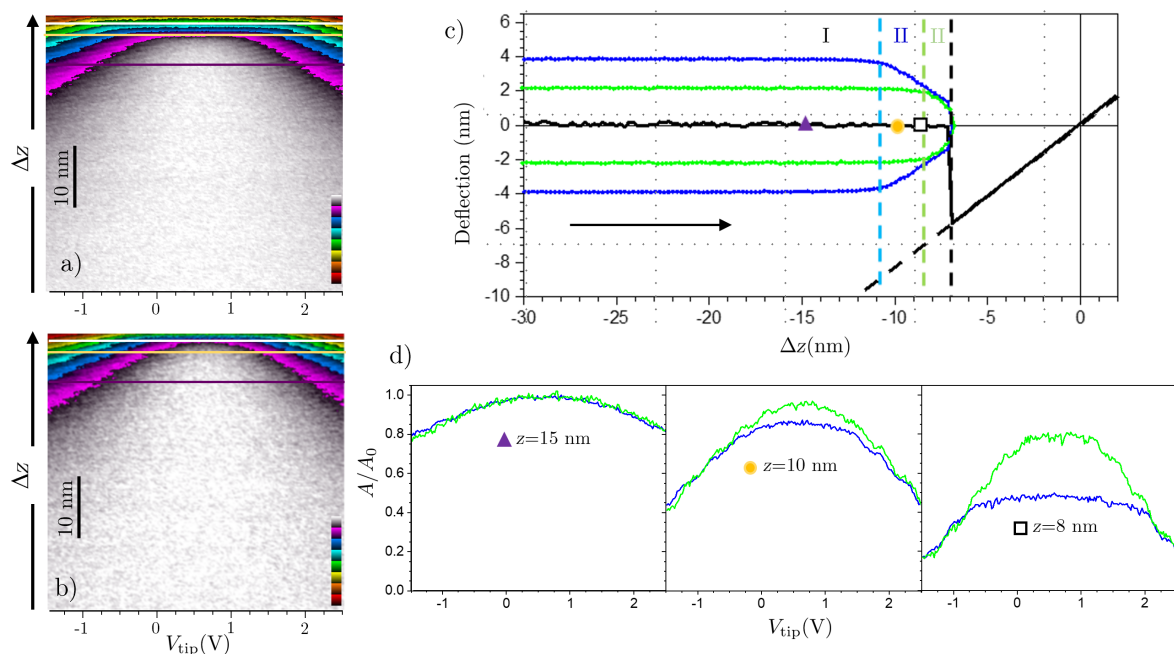 a)
Δz
10 nm
-1 0 1 2
b)
Δz
10 nm
-1 0 1 2
V_tip(V)
c)
I II II
Deflection (nm)
6
4
2
0
-2
-4
-6
-8
-10
-30 -25 -20 -15 -10 -5 0
Δz(nm)
d)
A/A_0
1.0
0.8
0.6
0.4
0.2
0.0
z=15 nm
z=10 nm
z=8 nm
-1 0 1 2 -1 0 1 2 -1 0 1 2
V_tip(V)